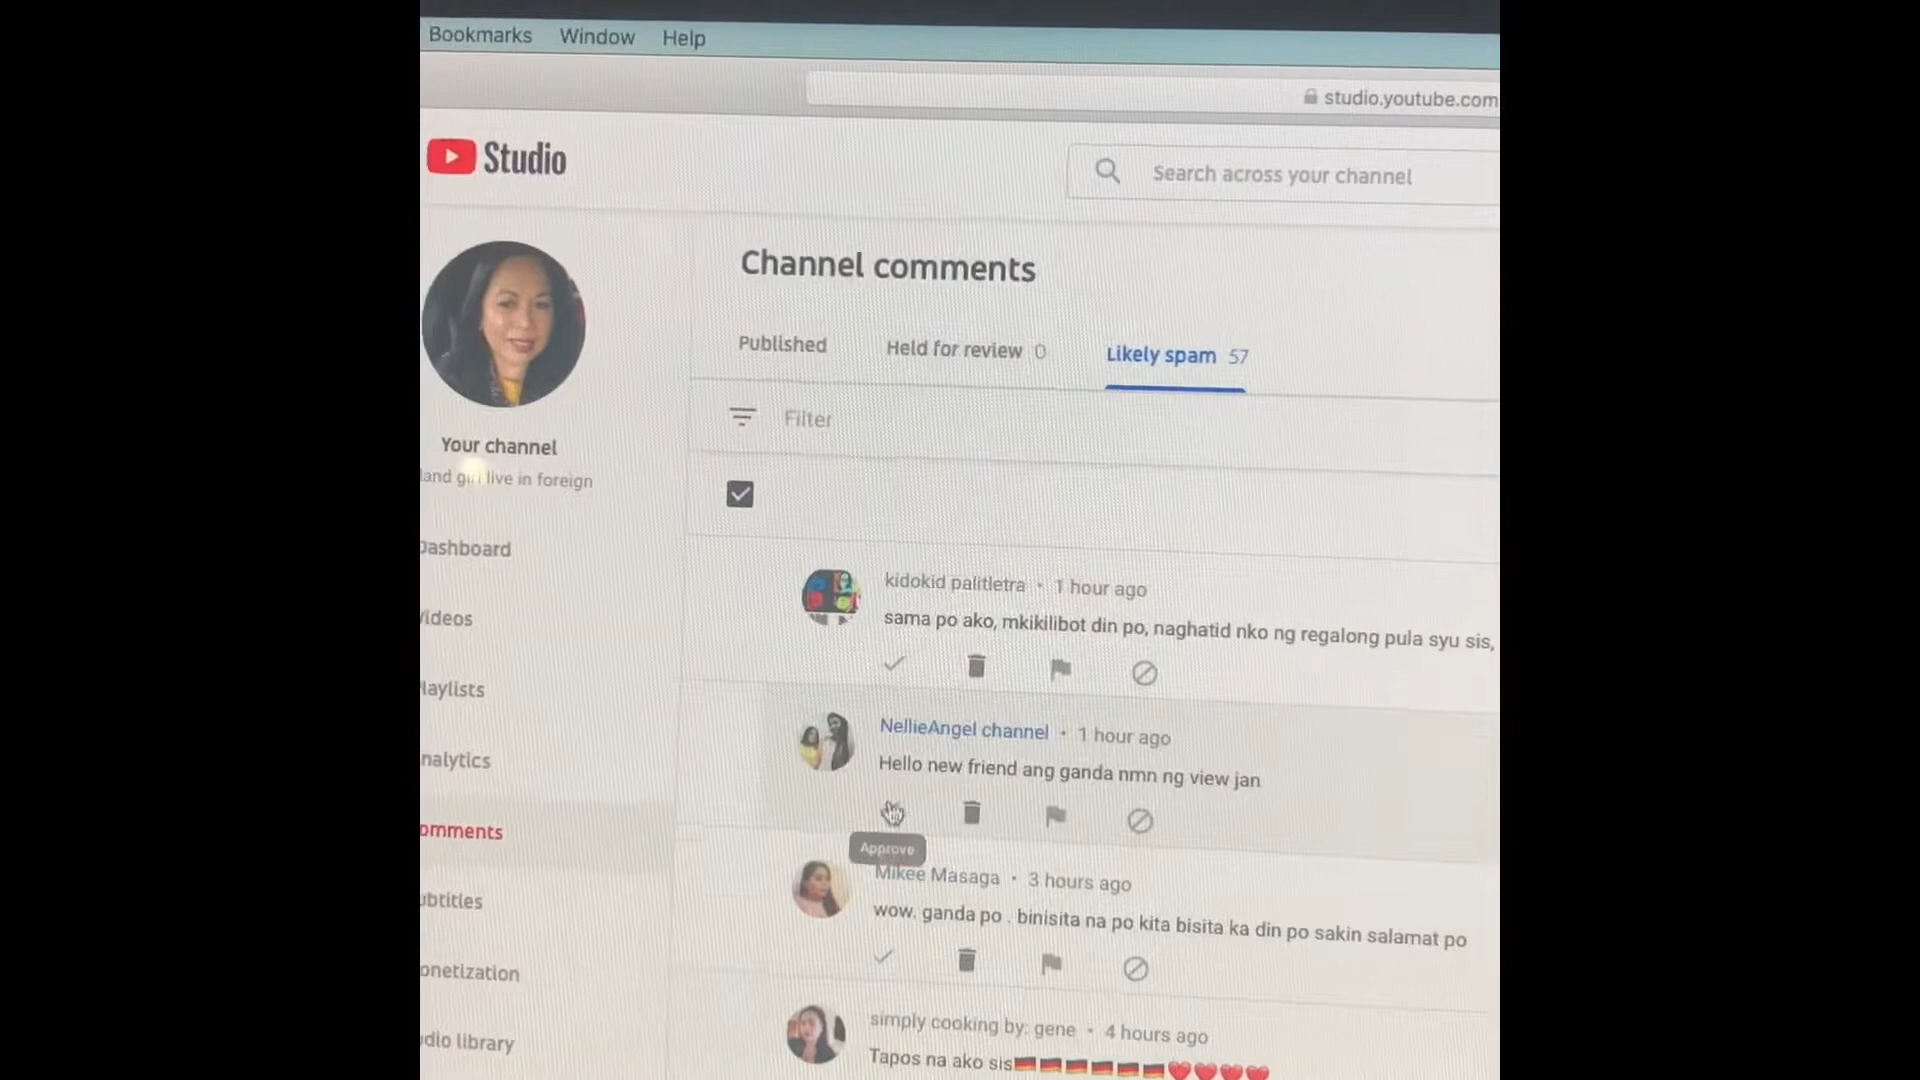 Bookmarks Window Help
studio.youtube.com
Studio
Search across your channel
Channel comments
Published Held for review 0 Likely spam 57
Filter
Your channel
live in foreign
Dashboard
Videos
Playlists
nalytics
omments
ubtitles
onetization
udio library
kidokid palitletra • 1 hour ago
sama po ako, mkikilibot din po, naghatid nko ng regalong pula syu sis,
NellieAngel channel • 1 hour ago
Hello new friend ang ganda nmn ng view jan
Approve
Mikee Masaga • 3 hours ago
wow. ganda po . binisita na po kita bisita ka din po sakin salamat po
simply cooking by: gene • 4 hours ago
Tapos na ako sis🇩🇪🇩🇪🇩🇪🇩🇪🇩🇪🇩🇪❤️❤️❤️❤️